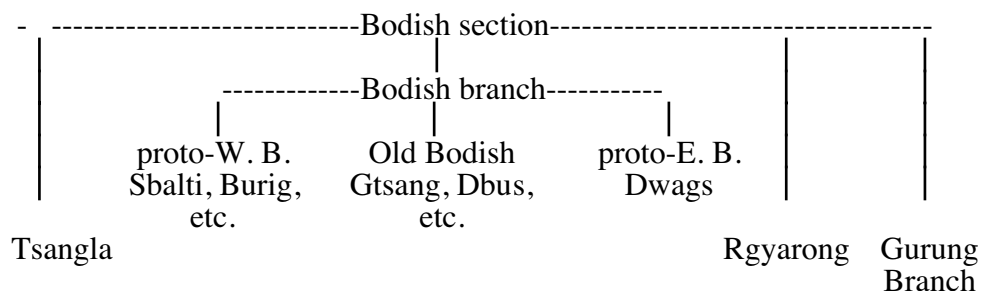 Bodish section
Bodish branch
proto-W. B. Old Bodish proto-E. B.
Sbalti, Burig, Gtsang, Dbus, Dwags
etc. etc.
Tsangla Rgyarong Gurung
Branch